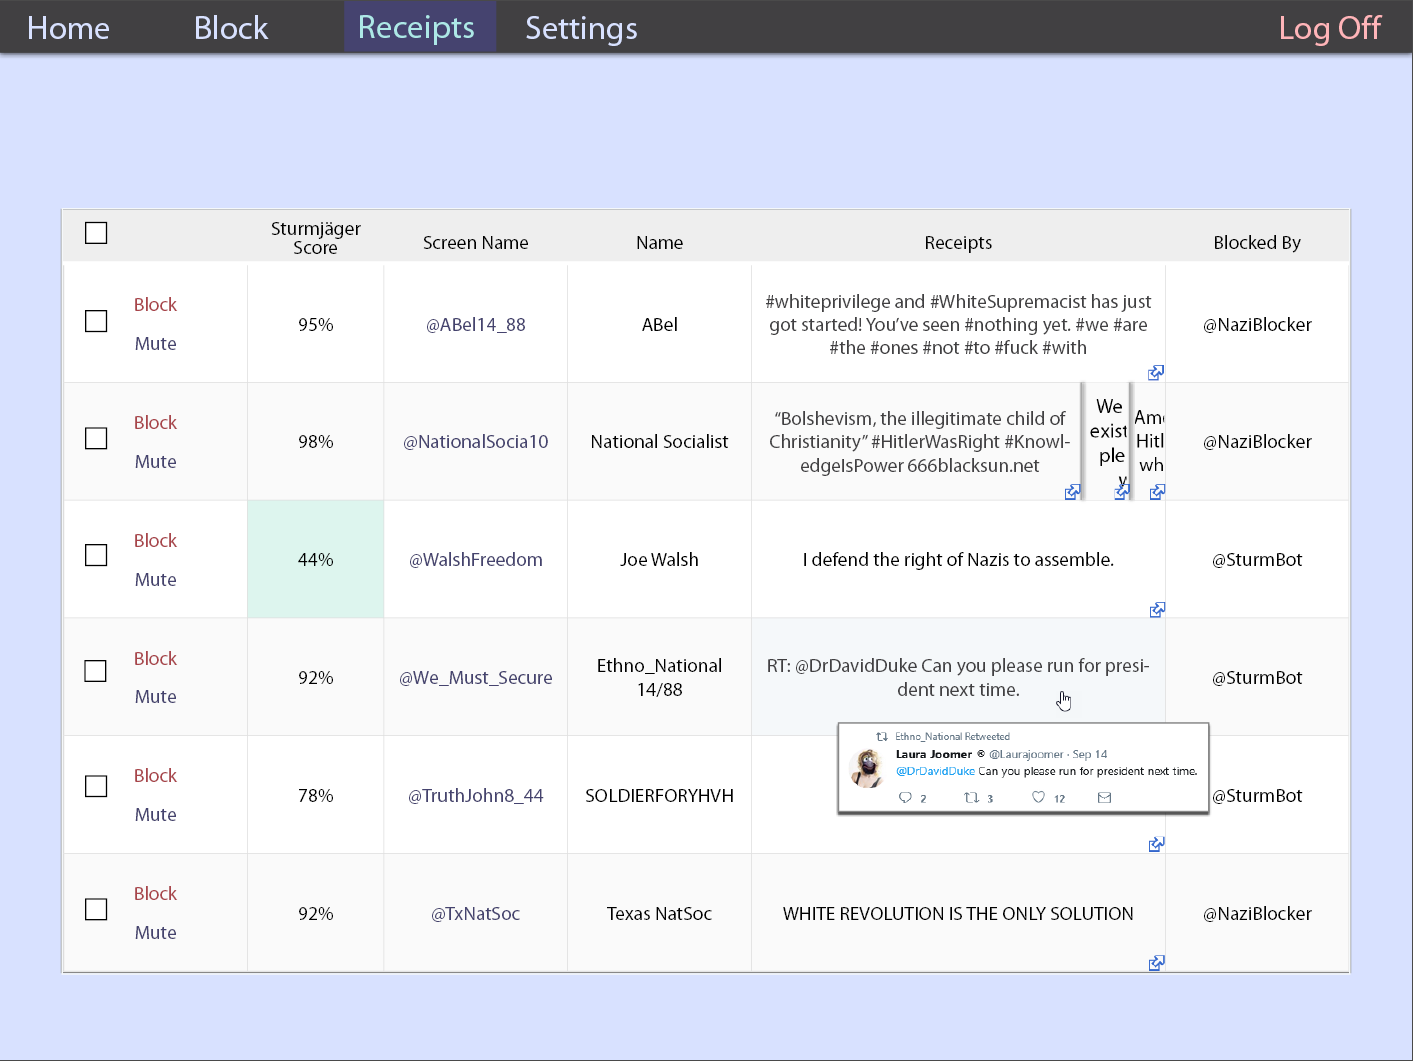 Home Block Receipts Settings Log Off
Sturmjäger
Score
Screen Name
Name
Receipts
Blocked By
Block
Mute
95%
@ABel14_88
ABel
#whiteprivilege and #WhiteSupremacist has just
got started! You've seen #nothing yet. #we #are
#the #ones #not #to #fuck #with
@NaziBlocker
Block
Mute
98%
@NationalSocia10
National Socialist
“Bolshevism, the illegitimate child of
Christianity” #HitlerWasRight #Knowl-
edgeIsPower 666blacksun.net
We
exist
ple
Ame
Hitl
wh
@NaziBlocker
Block
Mute
44%
@WalshFreedom
Joe Walsh
I defend the right of Nazis to assemble.
@SturmBot
Block
Mute
92%
@We_Must_Secure
Ethno_National
14/88
RT: @DrDavidDuke Can you please run for presi-
dent next time.
@SturmBot
Ethno_National Retweeted
Laura Joomer ® @Laurajoomer · Sep 14
@DrDavidDuke Can you please run for president next time.
2 3 12
Block
Mute
78%
@TruthJohn8_44
SOLDIERFORYHVH
@SturmBot
Block
Mute
92%
@TxNatSoc
Texas NatSoc
WHITE REVOLUTION IS THE ONLY SOLUTION
@NaziBlocker